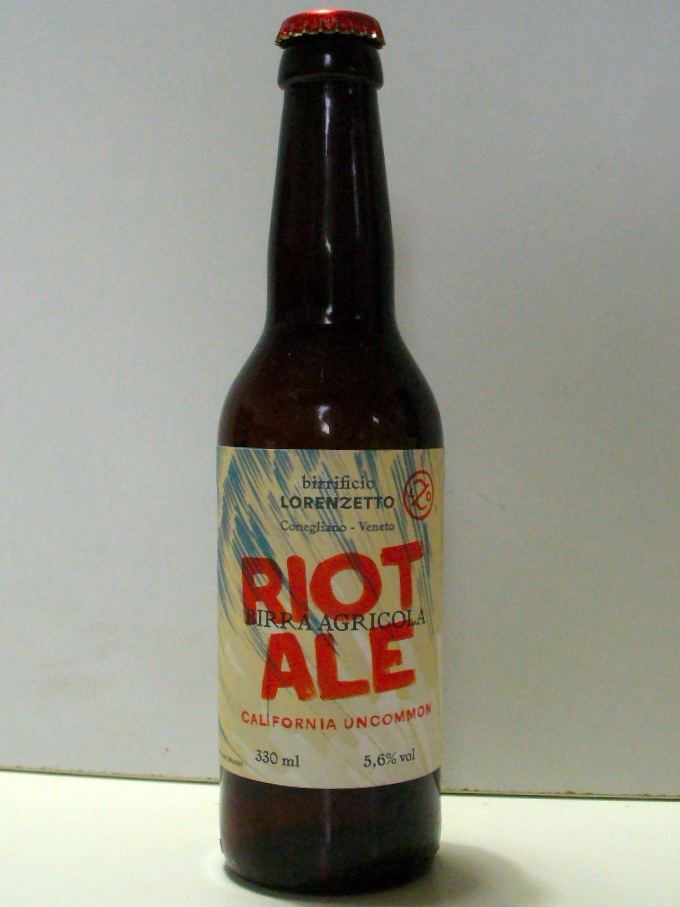 birrificio
LORENZETTO
Conegliano - Veneto
RIOT
BIRRA AGRICOLA
ALE
CALIFORNIA UNCOMMON
330 ml
5,6% vol